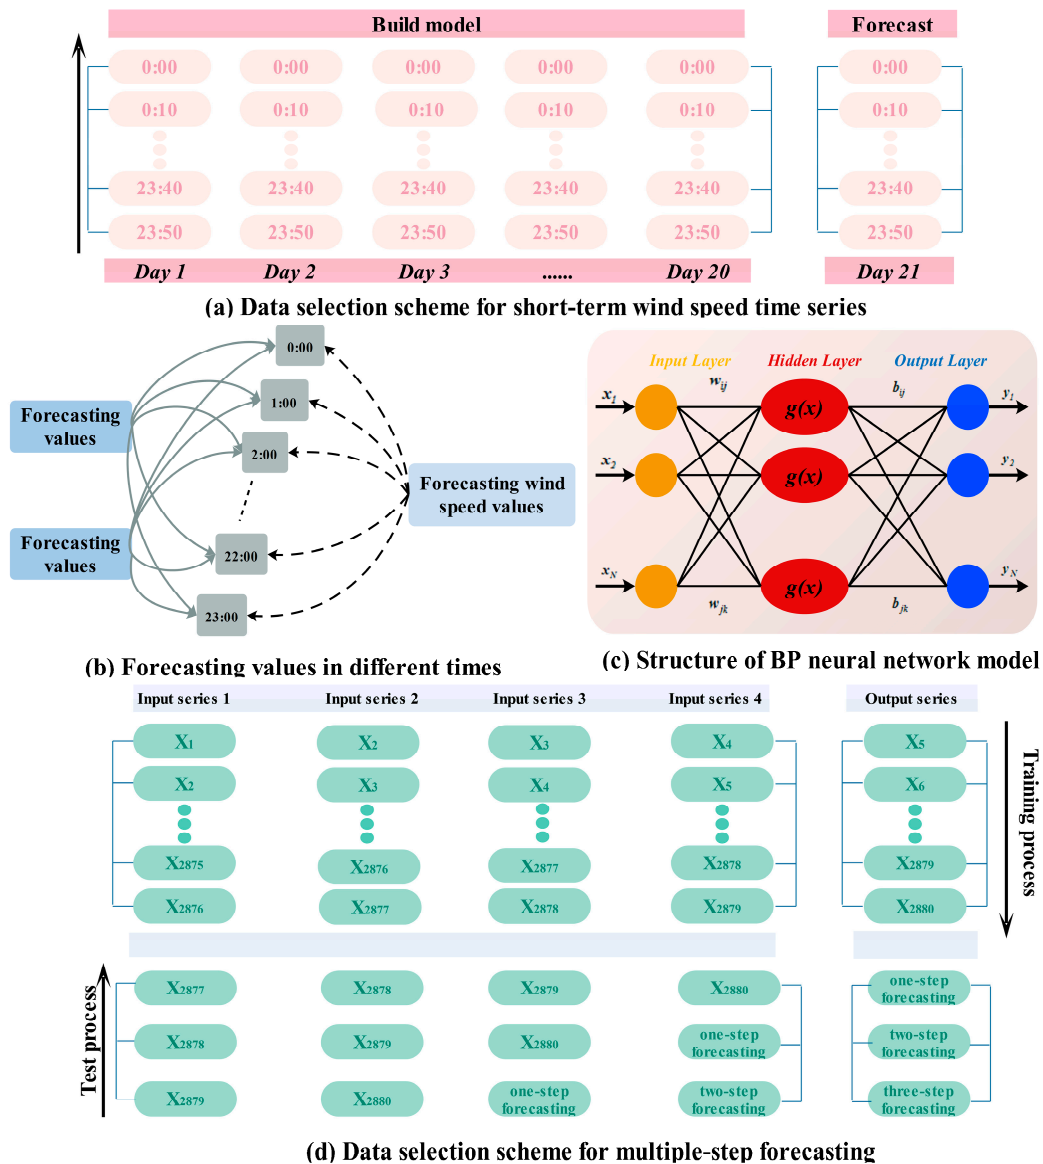 Build model Forecast
0:00 0:00 0:00 0:00 0:00 0:00
0:10 0:10 0:10 0:10 0:10 0:10
23:40 23:40 23:40 23:40 23:40 23:40
23:50 23:50 23:50 23:50 23:50 23:50
Day 1 Day 2 Day 3 ...... Day 20 Day 21
(a) Data selection scheme for short-term wind speed time series
Forecasting
values
Forecasting
values
0:00
1:00
2:00
22:00
23:00
Forecasting wind
speed values
(b) Forecasting values in different times
Input Layer Hidden Layer Output Layer
x1 wij g(x) bij y1
x2 g(x) y2
xN g(x) yN
wjk bjk
(c) Structure of BP neural network model
Input series 1 Input series 2 Input series 3 Input series 4 Output series
X1 X2 X3 X4 X5
X2 X3 X4 X5 X6
X2875 X2876 X2877 X2878 X2879
X2876 X2877 X2878 X2879 X2880
Training process
Test process
X2877 X2878 X2879 X2880 one-step
forecasting
X2878 X2879 X2880 one-step
forecasting
two-step
forecasting
X2879 X2880 one-step
forecasting
two-step
forecasting
three-step
forecasting
(d) Data selection scheme for multiple-step forecasting